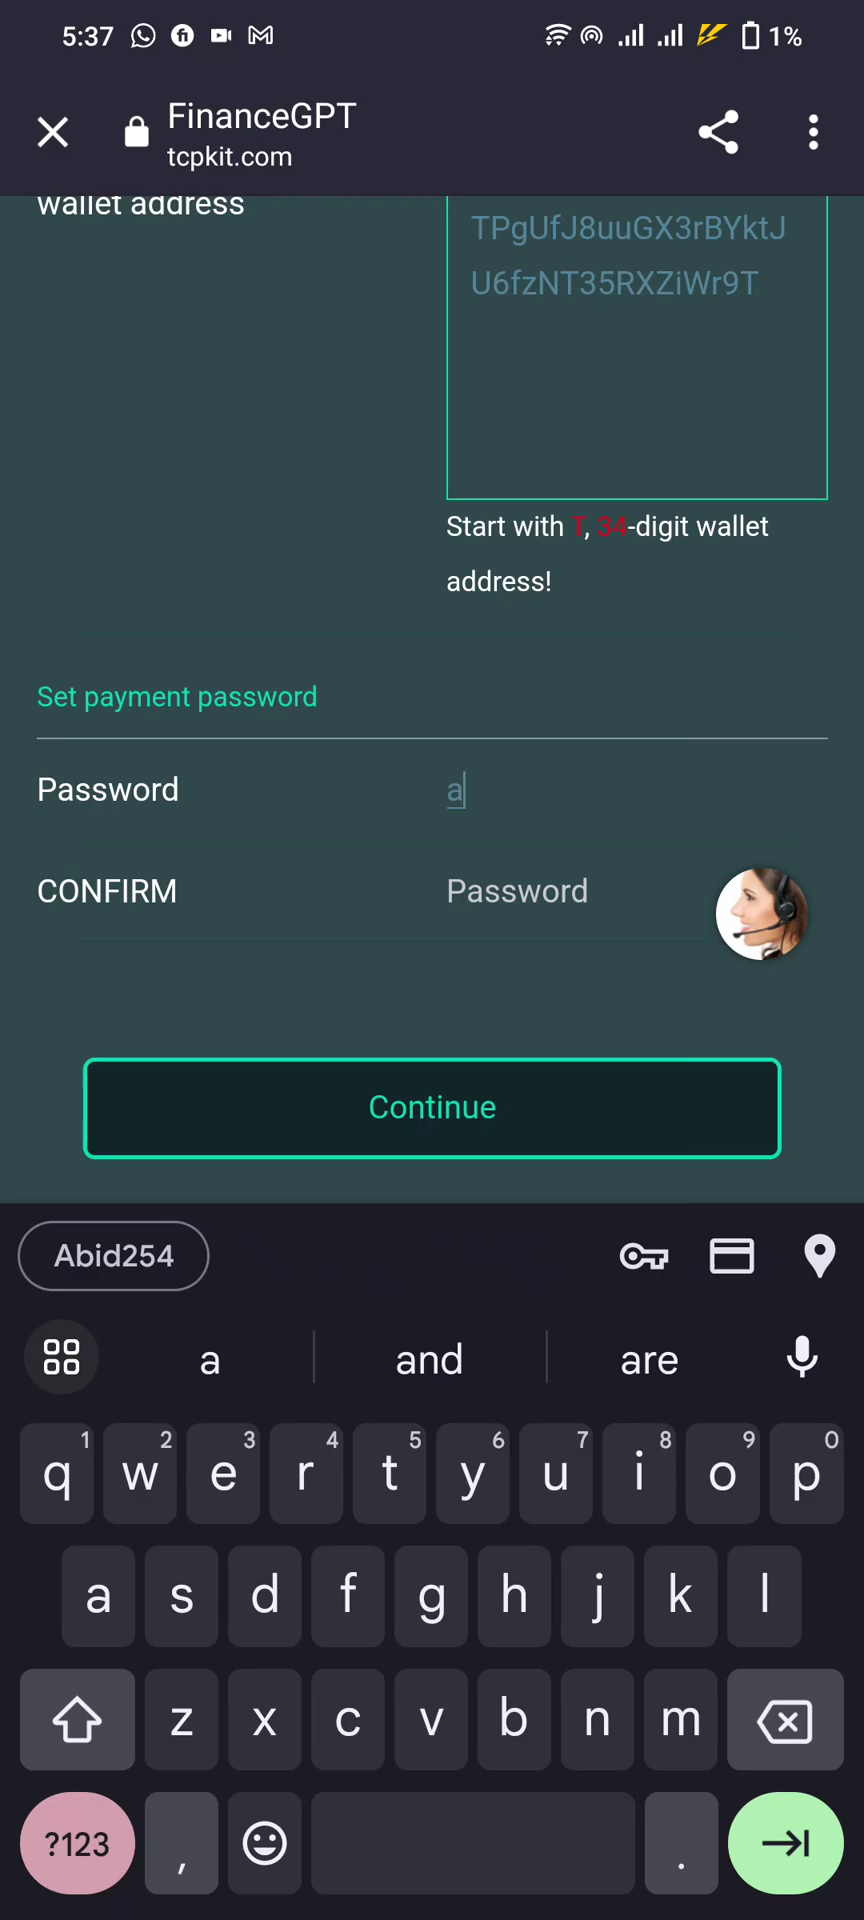 5:37 1%
FinanceGPT
tcpkit.com
wallet address
TPgUfJ8uuGX3rBYktJ
U6fzNT35RXZiWr9T
Start with T, 34-digit wallet
address!
Set payment password
Password a
CONFIRM Password
Continue
Abid254
a and are
1 2 3 4 5 6 7 8 9 0
q w e r t y u i o p
a s d f g h j k l
z x c v b n m
?123 , .